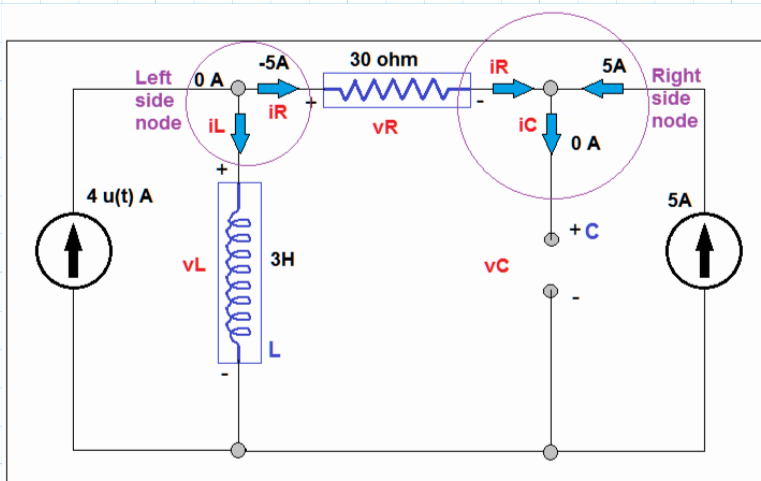 Left
side
node
0 A
-5A
iR
iL
30 ohm
+
-
vR
iR
5A
Right
side
node
iC
0 A
4 u(t) A
+
vL
3H
L
-
+ C
vC
-
5A